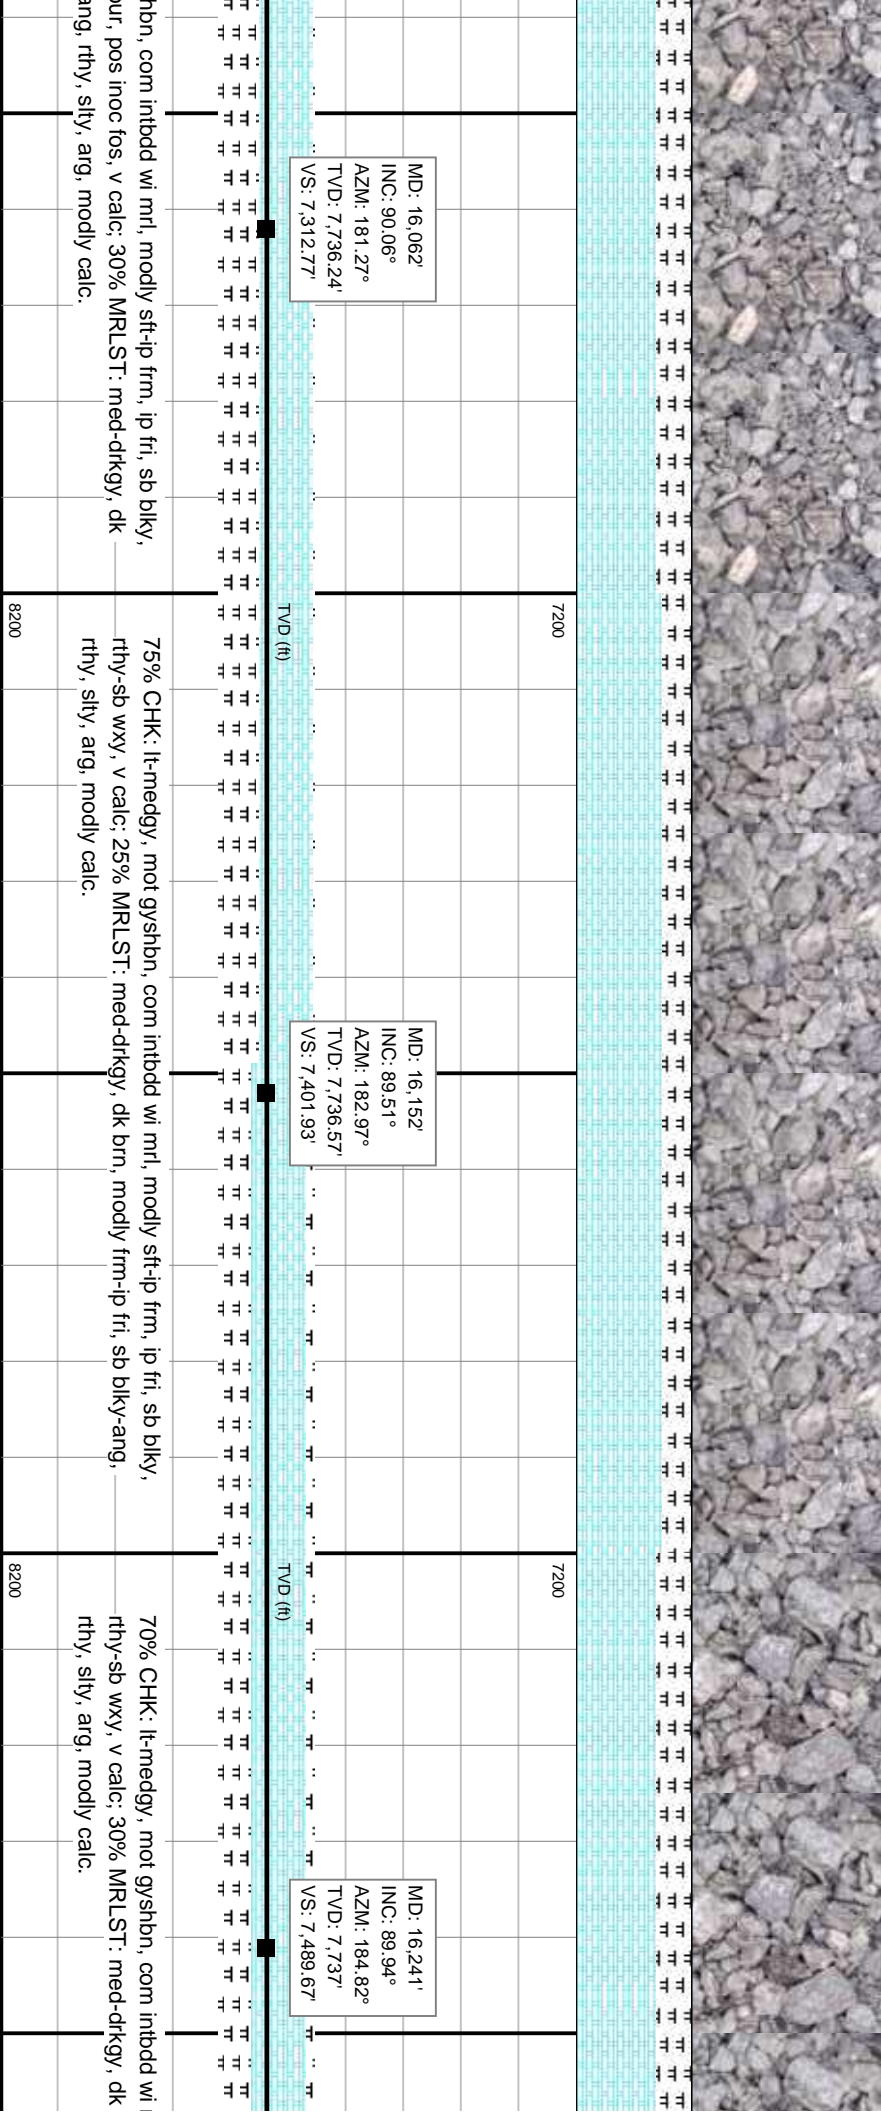 hbn, com intbdd wi mrl, modly sft-ip frm, ip fri, sb blky,
our, pos inoc fos, v calc; 30% MRLST: med-drkgy, dk
ang, rthy, slty, arg, modly calc.
MD: 16,062'
INC: 90.06°
AZM: 181.27°
TVD: 7,736.24'
VS: 7,312.77'
7200
TVD (ft)
8200
75% CHK: lt-medgy, mot gyshbn, com intbdd wi mrl, modly sft-ip frm, ip fri, sb blky,
rthy-sb wxy, v calc; 25% MRLST: med-drkgy, dk brn, modly frm-ip fri, sb blky-ang,
rthy, slty, arg, modly calc.
MD: 16,152'
INC: 89.51°
AZM: 182.97°
TVD: 7,736.57'
VS: 7,401.93'
7200
TVD (ft)
8200
70% CHK: lt-medgy, mot gyshbn, com intbdd wi
rthy-sb wxy, v calc; 30% MRLST: med-drkgy, dk
rthy, slty, arg, modly calc.
MD: 16,241'
INC: 89.94°
AZM: 184.82°
TVD: 7,737'
VS: 7,489.67'